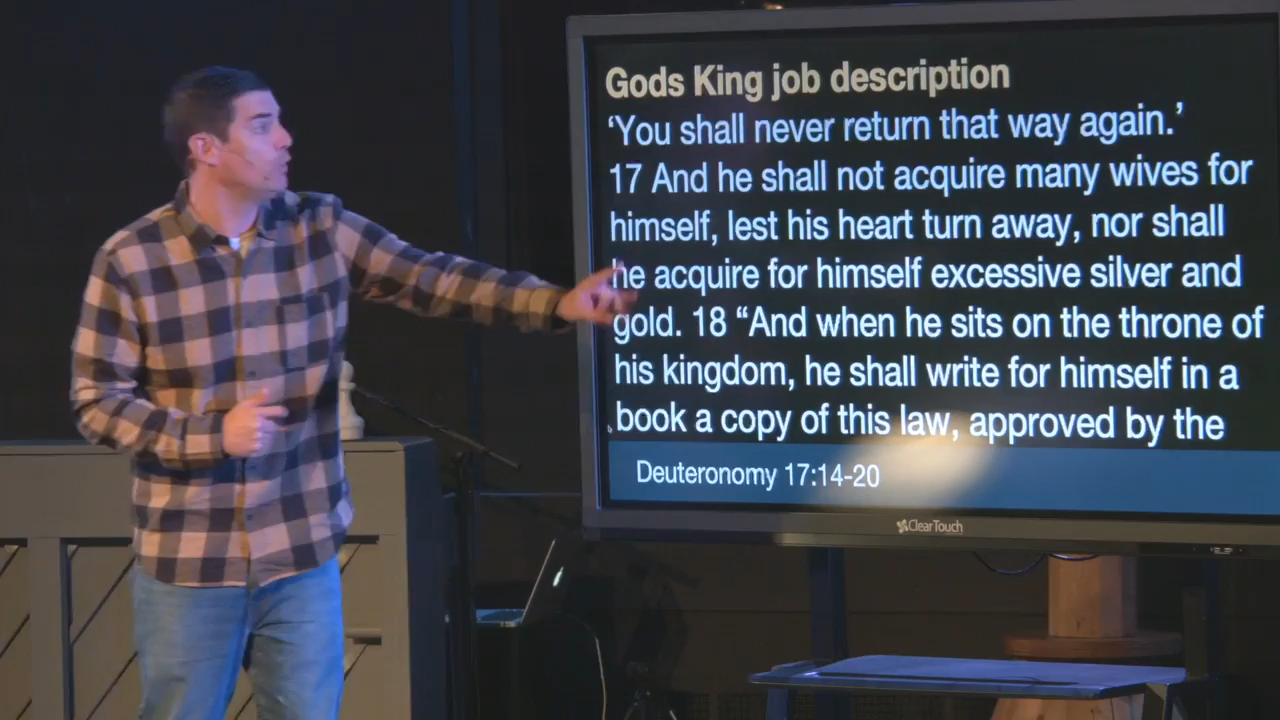 Gods King job description
‘You shall never return that way again.’
17 And he shall not acquire many wives for
himself, lest his heart turn away, nor shall
he acquire for himself excessive silver and
gold. 18 “And when he sits on the throne of
his kingdom, he shall write for himself in a
book a copy of this law, approved by the
Deuteronomy 17:14-20
ClearTouch